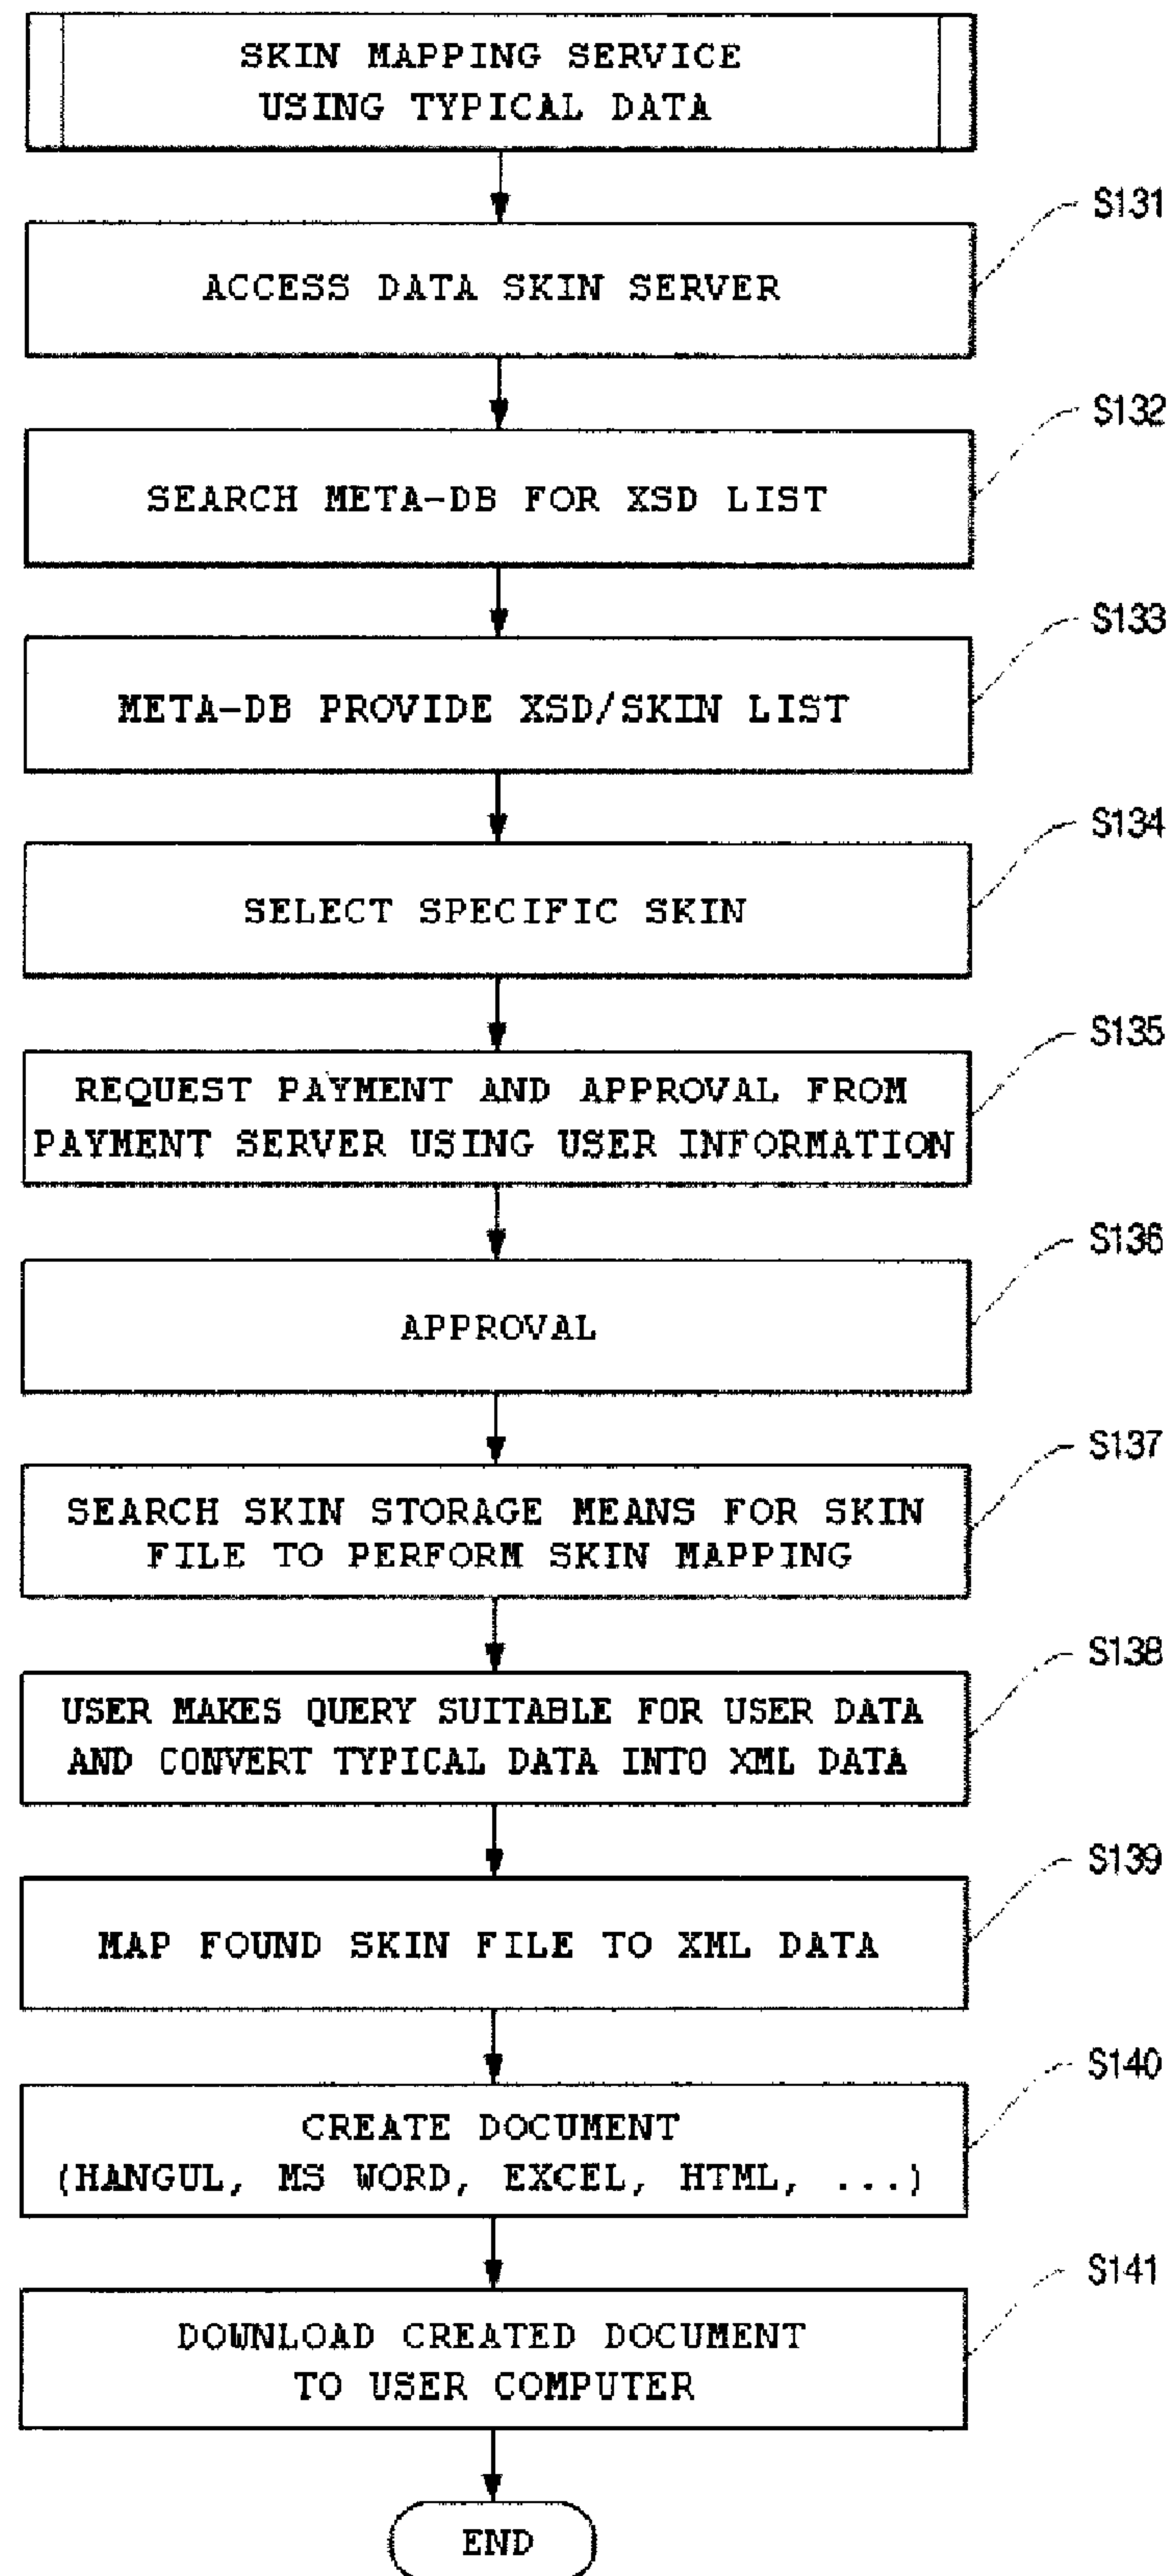 SKIN MAPPING SERVICE
USING TYPICAL DATA
S131
ACCESS DATA SKIN SERVER
S132
SEARCH META-DB FOR XSD LIST
S133
META-DB PROVIDE XSD/SKIN LIST
S134
SELECT SPECIFIC SKIN
S135
REQUEST PAYMENT AND APPROVAL FROM
PAYMENT SERVER USING USER INFORMATION
S136
APPROVAL
S137
SEARCH SKIN STORAGE MEANS FOR SKIN
FILE TO PERFORM SKIN MAPPING
S138
USER MAKES QUERY SUITABLE FOR USER DATA
AND CONVERT TYPICAL DATA INTO XML DATA
S139
MAP FOUND SKIN FILE TO XML DATA
S140
CREATE DOCUMENT
(HANGUL, MS WORD, EXCEL, HTML, ...)
S141
DOWNLOAD CREATED DOCUMENT
TO USER COMPUTER
END